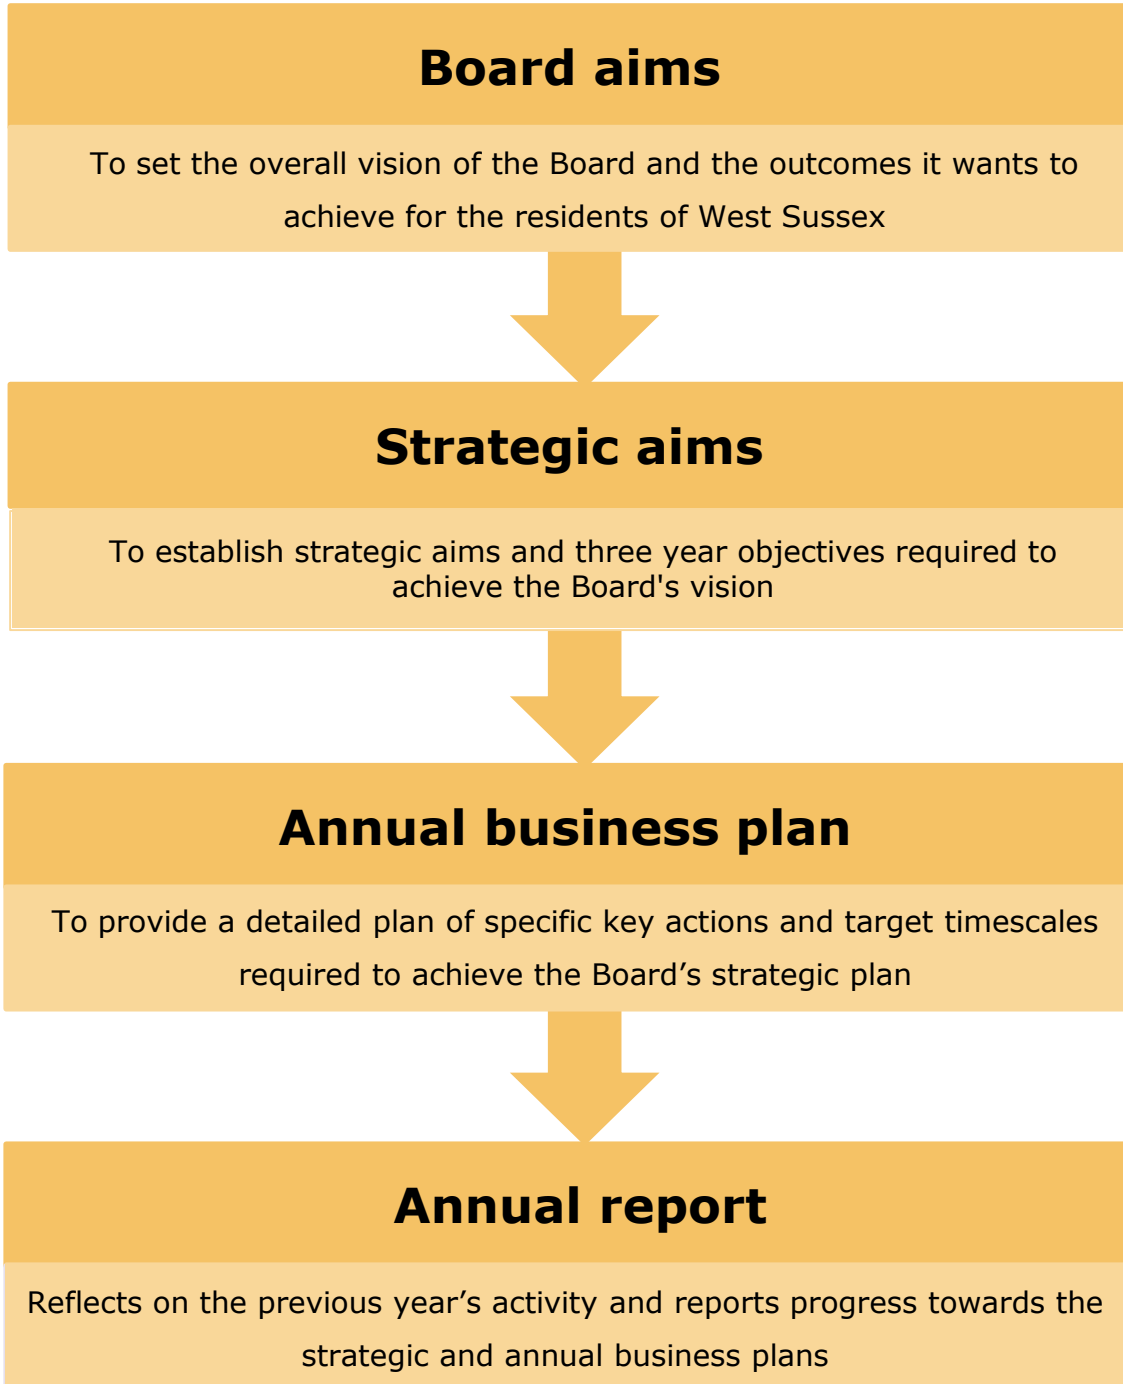 Board aims
To set the overall vision of the Board and the outcomes it wants to
achieve for the residents of West Sussex
Strategic aims
To establish strategic aims and three year objectives required to
achieve the Board's vision
Annual business plan
To provide a detailed plan of specific key actions and target timescales
required to achieve the Board’s strategic plan
Annual report
Reflects on the previous year’s activity and reports progress towards the
strategic and annual business plans